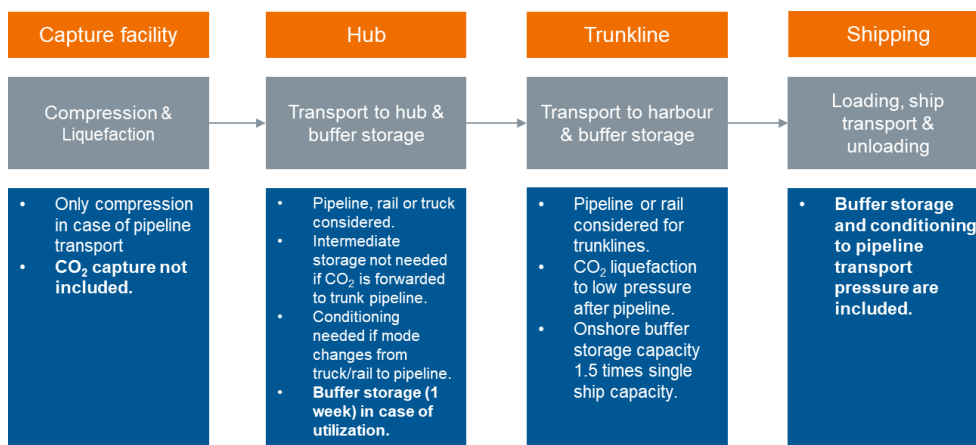 Capture facility
Hub
Trunkline
Shipping
Compression &
Liquefaction
Transport to hub &
buffer storage
Transport to harbour
& buffer storage
Loading, ship
transport &
unloading
• Only compression
in case of pipeline
transport
• CO₂ capture not
included.
• Pipeline, rail or truck
considered.
• Intermediate
storage not needed
if CO₂ is forwarded
to trunk pipeline.
• Conditioning
needed if mode
changes from
truck/rail to pipeline.
• Buffer storage (1
week) in case of
utilization.
• Pipeline or rail
considered for
trunklines.
• CO₂ liquefaction
to low pressure
after pipeline.
• Onshore buffer
storage capacity
1.5 times single
ship capacity.
• Buffer storage
and conditioning
to pipeline
transport
pressure are
included.